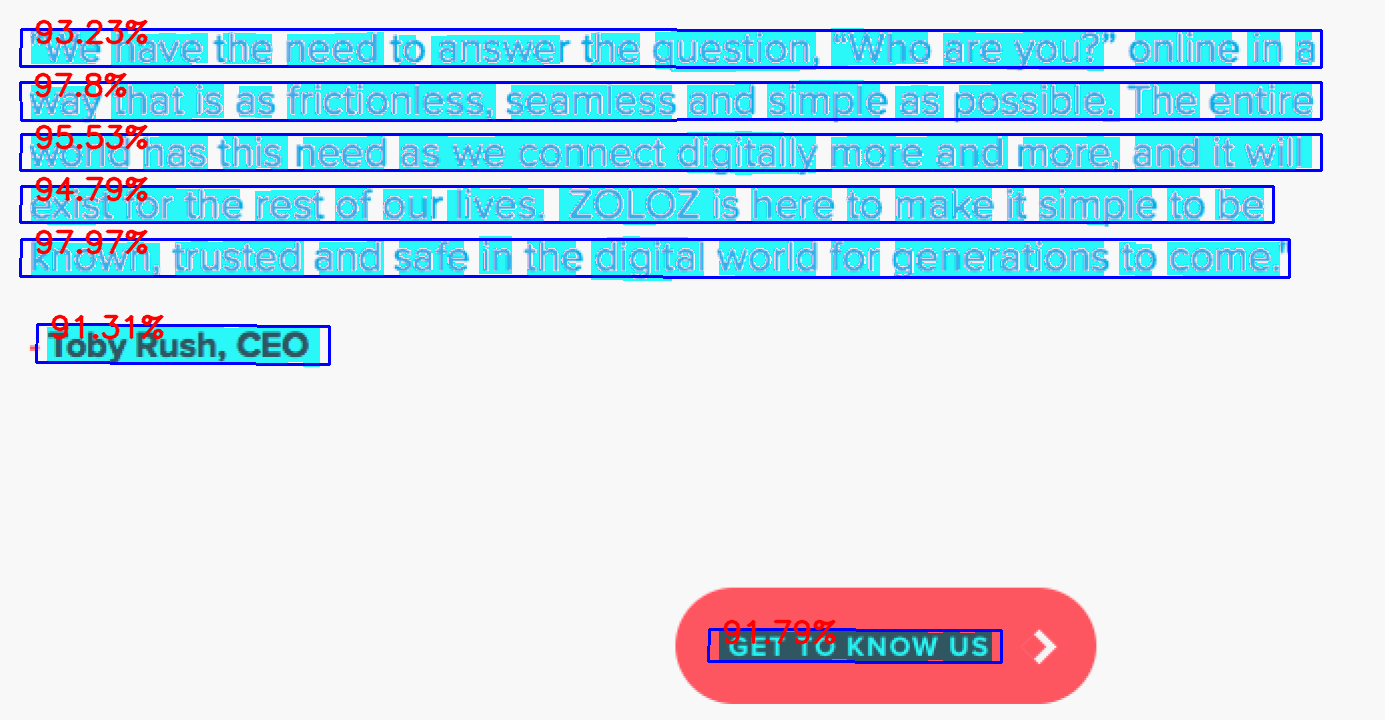 93.23%
"We have the need to answer the question, “Who are you?” online in a
97.8%
way that is as frictionless, seamless and simple as possible. The entire
95.53%
world has this need as we connect digitally more and more, and it will
94.79%
exist for the rest of our lives. ZOLOZ is here to make it simple to be
97.97%
known, trusted and safe in the digital world for generations to come."
91.31%
- Toby Rush, CEO
91.79%
GET TO KNOW US